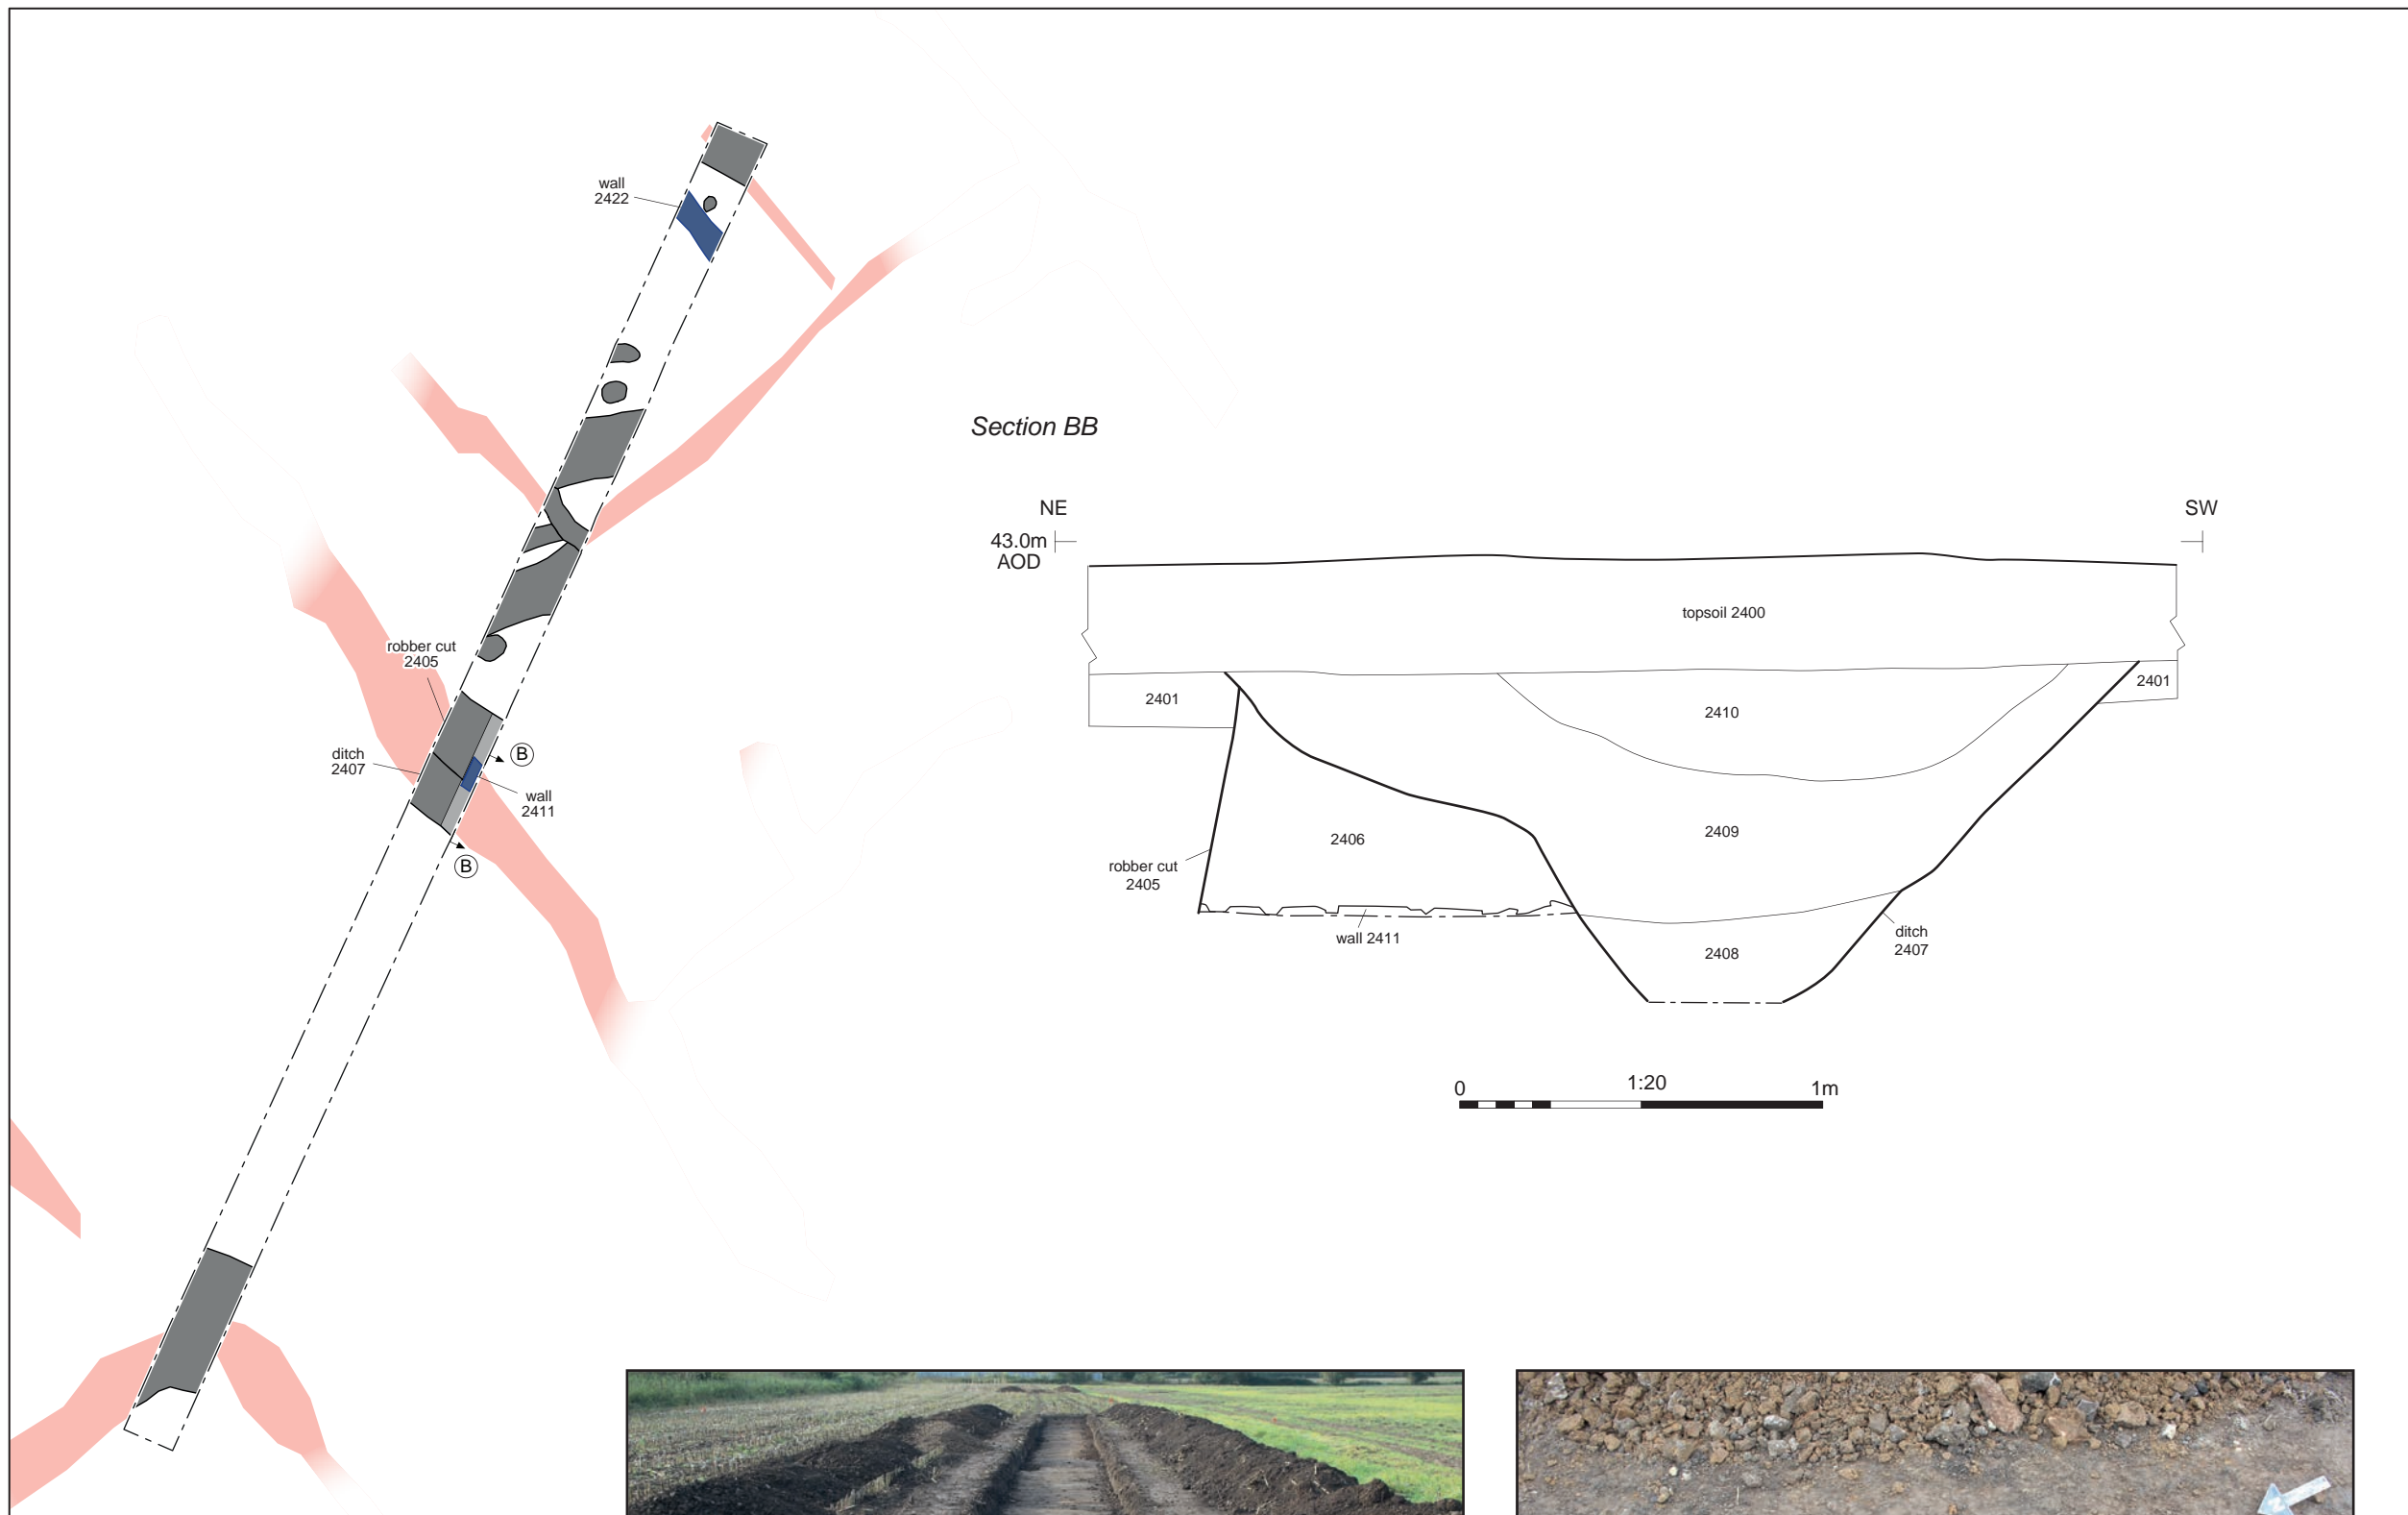 wall
2422
robber cut
2405
ditch
2407
B
wall
2411
B
Section BB
NE
SW
43.0m
AOD
topsoil 2400
2401
2401
2410
2409
2406
robber cut
2405
wall 2411
ditch
2407
2408
0
1:20
1m